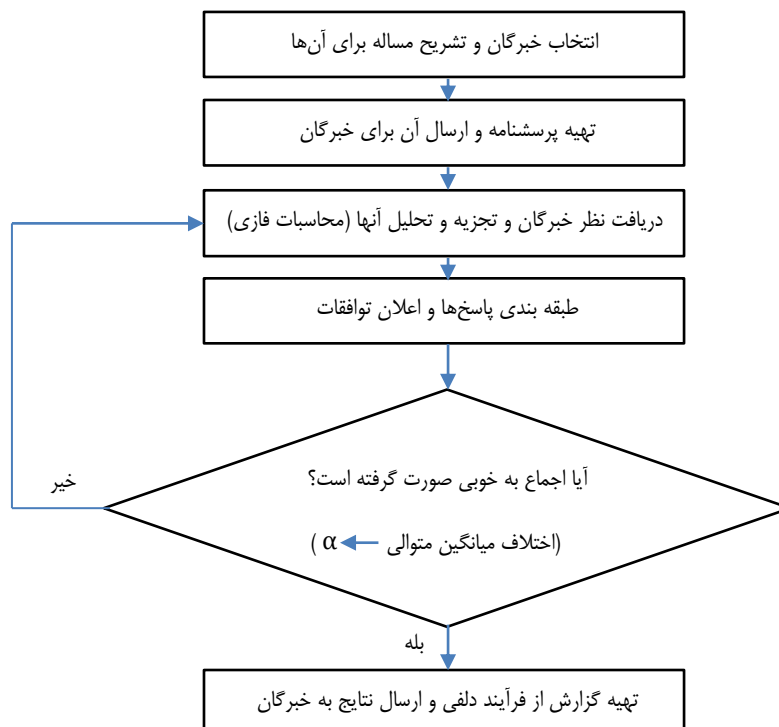 انتخاب خبرگان و تشریح مساله برای آن‌ها
تهیه پرسشنامه و ارسال آن برای خبرگان
دریافت نظر خبرگان و تجزیه و تحلیل آنها (محاسبات فازی)
طبقه بندی پاسخ‌ها و اعلان توافقات
آیا اجماع به خوبی صورت گرفته است؟
خیر
(اختلاف میانگین متوالی ← α )
بله
تهیه گزارش از فرآیند دلفی و ارسال نتایج به خبرگان